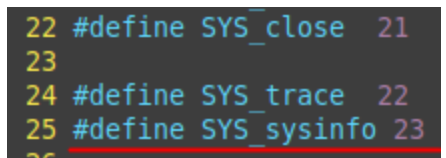 22 #define SYS_close  21
23
24 #define SYS_trace  22
25 #define SYS_sysinfo 23